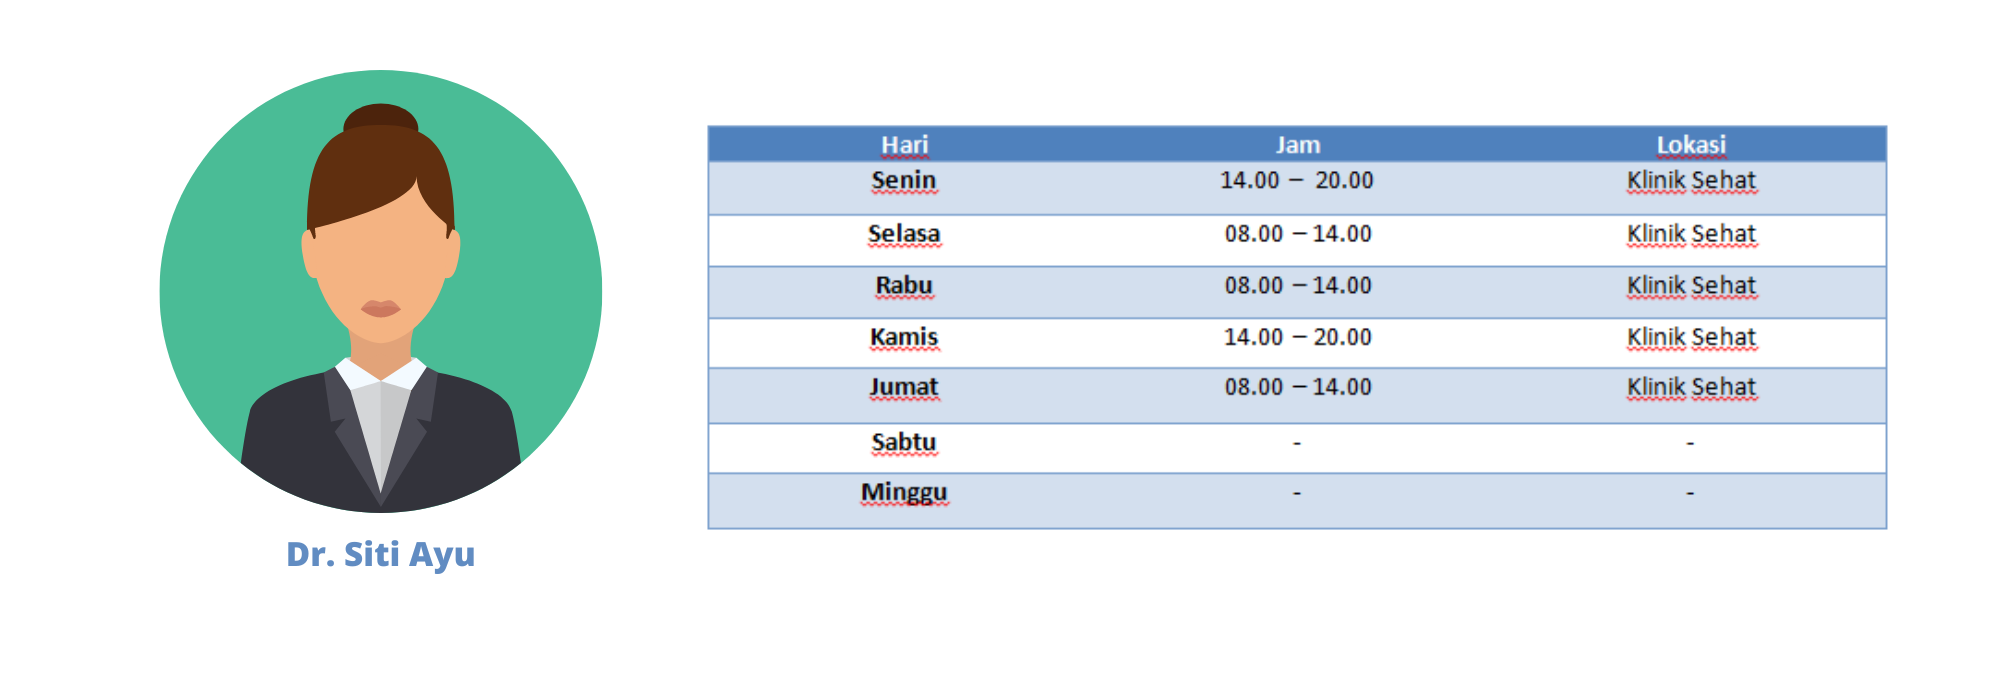 Hari Jam Lokasi
Senin 14.00 – 20.00 Klinik Sehat
Selasa 08.00 – 14.00 Klinik Sehat
Rabu 08.00 – 14.00 Klinik Sehat
Kamis 14.00 – 20.00 Klinik Sehat
Jumat 08.00 – 14.00 Klinik Sehat
Sabtu - -
Minggu - -
Dr. Siti Ayu